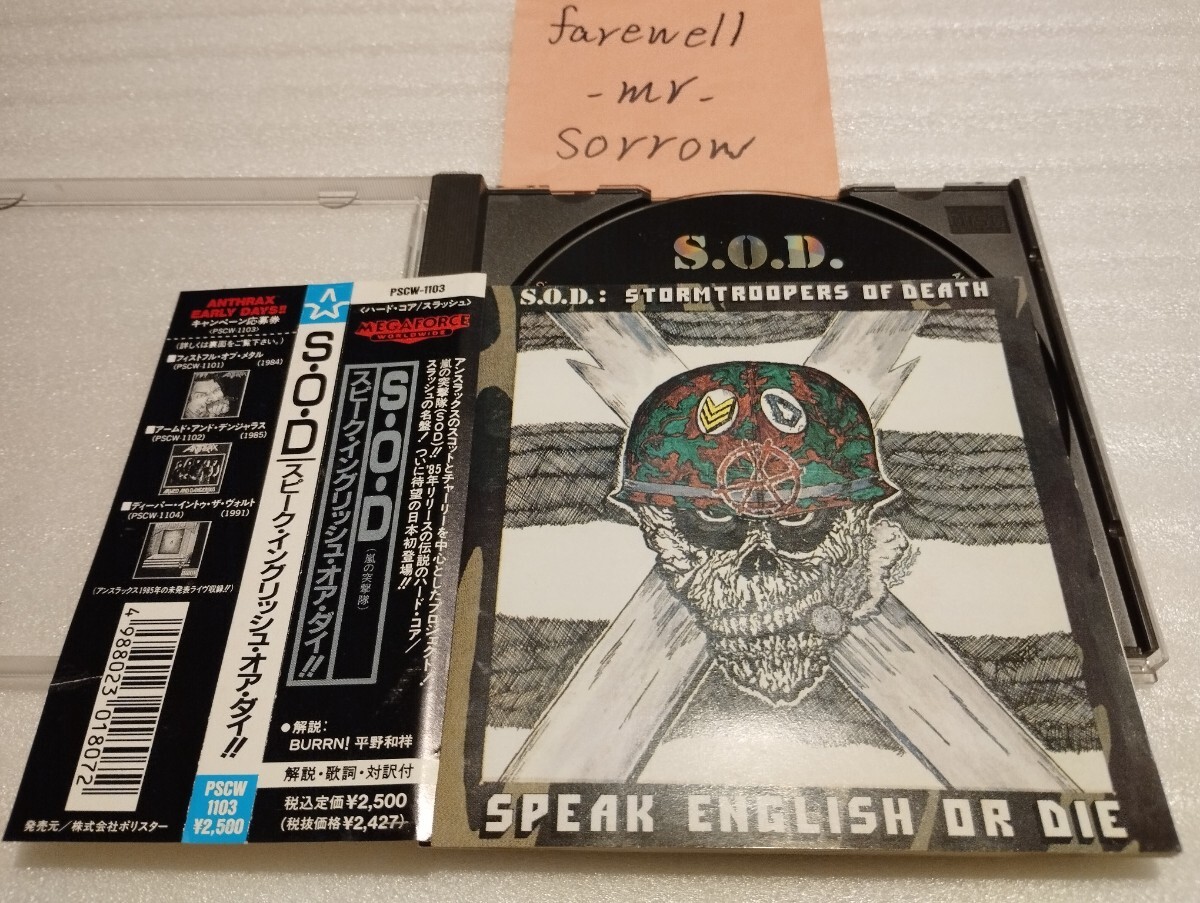 farewell
-mr-
sorrow
S.O.D.
S.O.D.: STORMTROOPERS OF DEATH
SPEAK ENGLISH OR DIE
ANTHRAX
EARLY DAYS!!
キャンペーン応募券
(PSCW-1103)
(詳しくは裏面をご覧下さい。)
■フィストフル・オブ・メタル
(PSCW-1101) (1984)
■アームド・アンド・デンジャラス
(PSCW-1102) (1985)
■ディーパー・イントゥ・ザ・ヴォルト
(PSCW-1104) (1991)
(アンスラックス1985年の未発表ライヴ収録!!)
4988023018072
発売元/株式会社ポリスター
S・O・D スピーク・イングリッシュ・オア・ダイ!!
PSCW
1103
¥2,500
PSCW-1103
<ハード・コア/スラッシュ>
MEGAFORCE
WORLDWIDE
アンスラックスのスコットとチャーリーを中心としたプロジェクト!
嵐の突撃隊(SOD)!! '85年リリースの伝説のハード・コア/
スラッシュの名盤! ついに待望の日本初登場!!
S・O・D
(嵐の突撃隊)
スピーク・イングリッシュ・オア・ダイ!!
●解説:
BURRN! 平野和祥
解説・歌詞・対訳付
税込定価¥2,500
(税抜価格¥2,427)